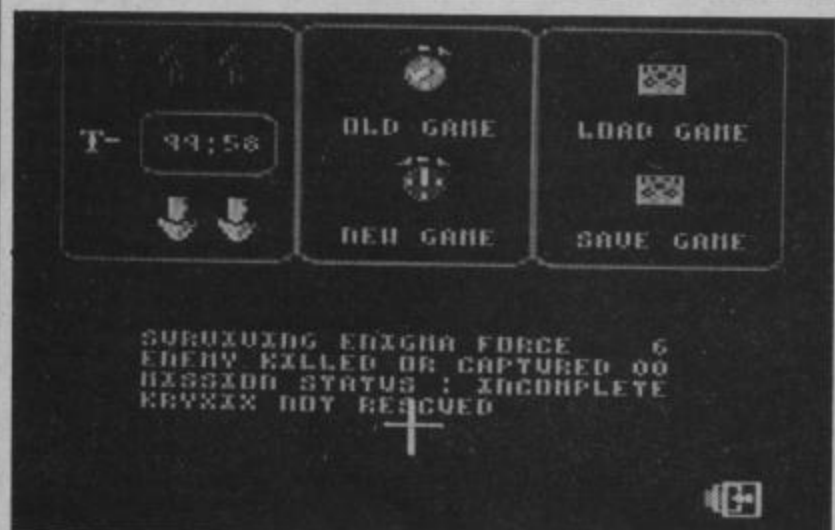 T- 99:58
OLD GAME
NEW GAME
LOAD GAME
SAVE GAME
SURVIVING ENIGMA FORCE 6
ENEMY KILLED OR CAPTURED 00
MISSION STATUS : INCOMPLETE
KRYXIX NOT RESCUED